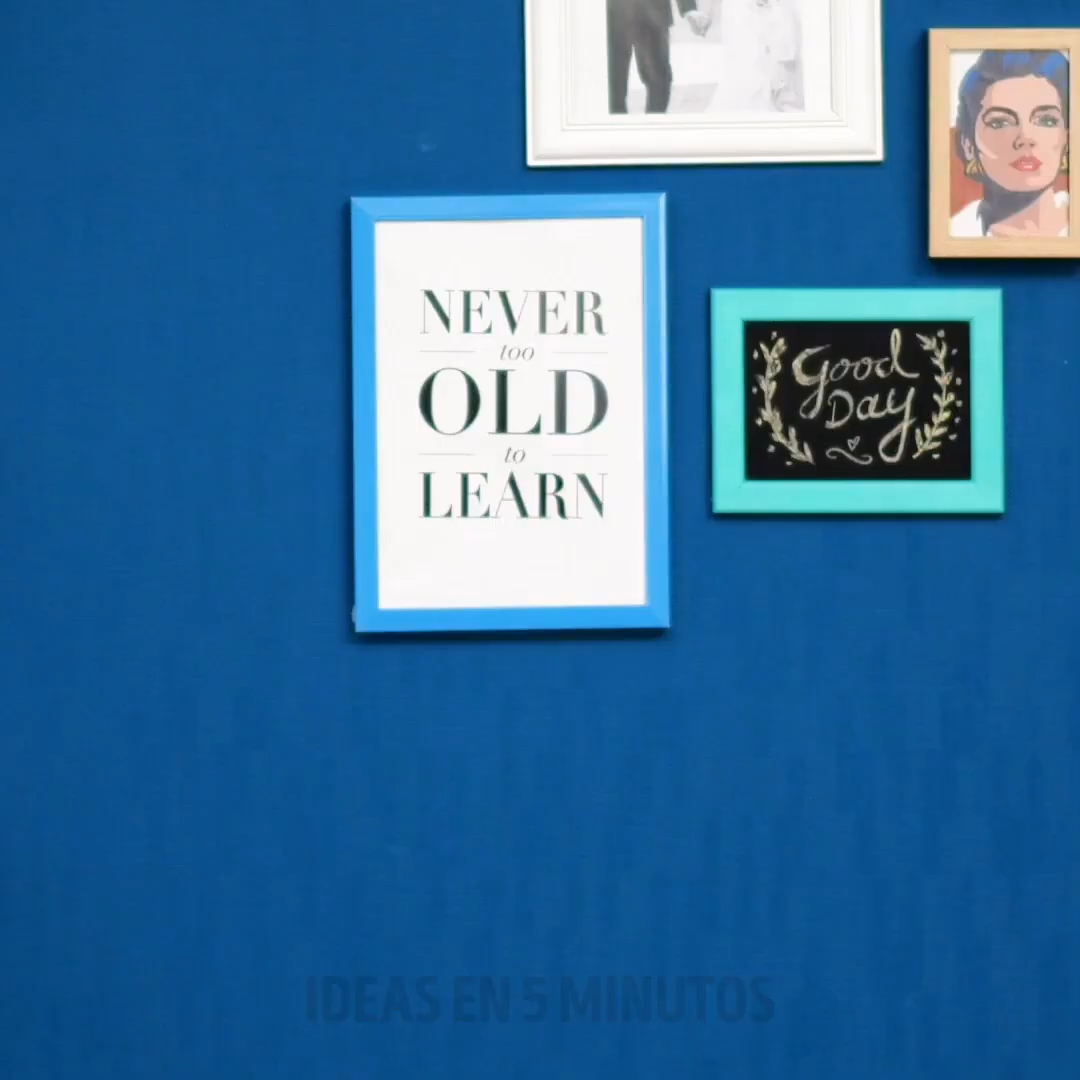 NEVER
too
OLD
to
LEARN
Good
Day
IDEAS EN 5 MINUTOS